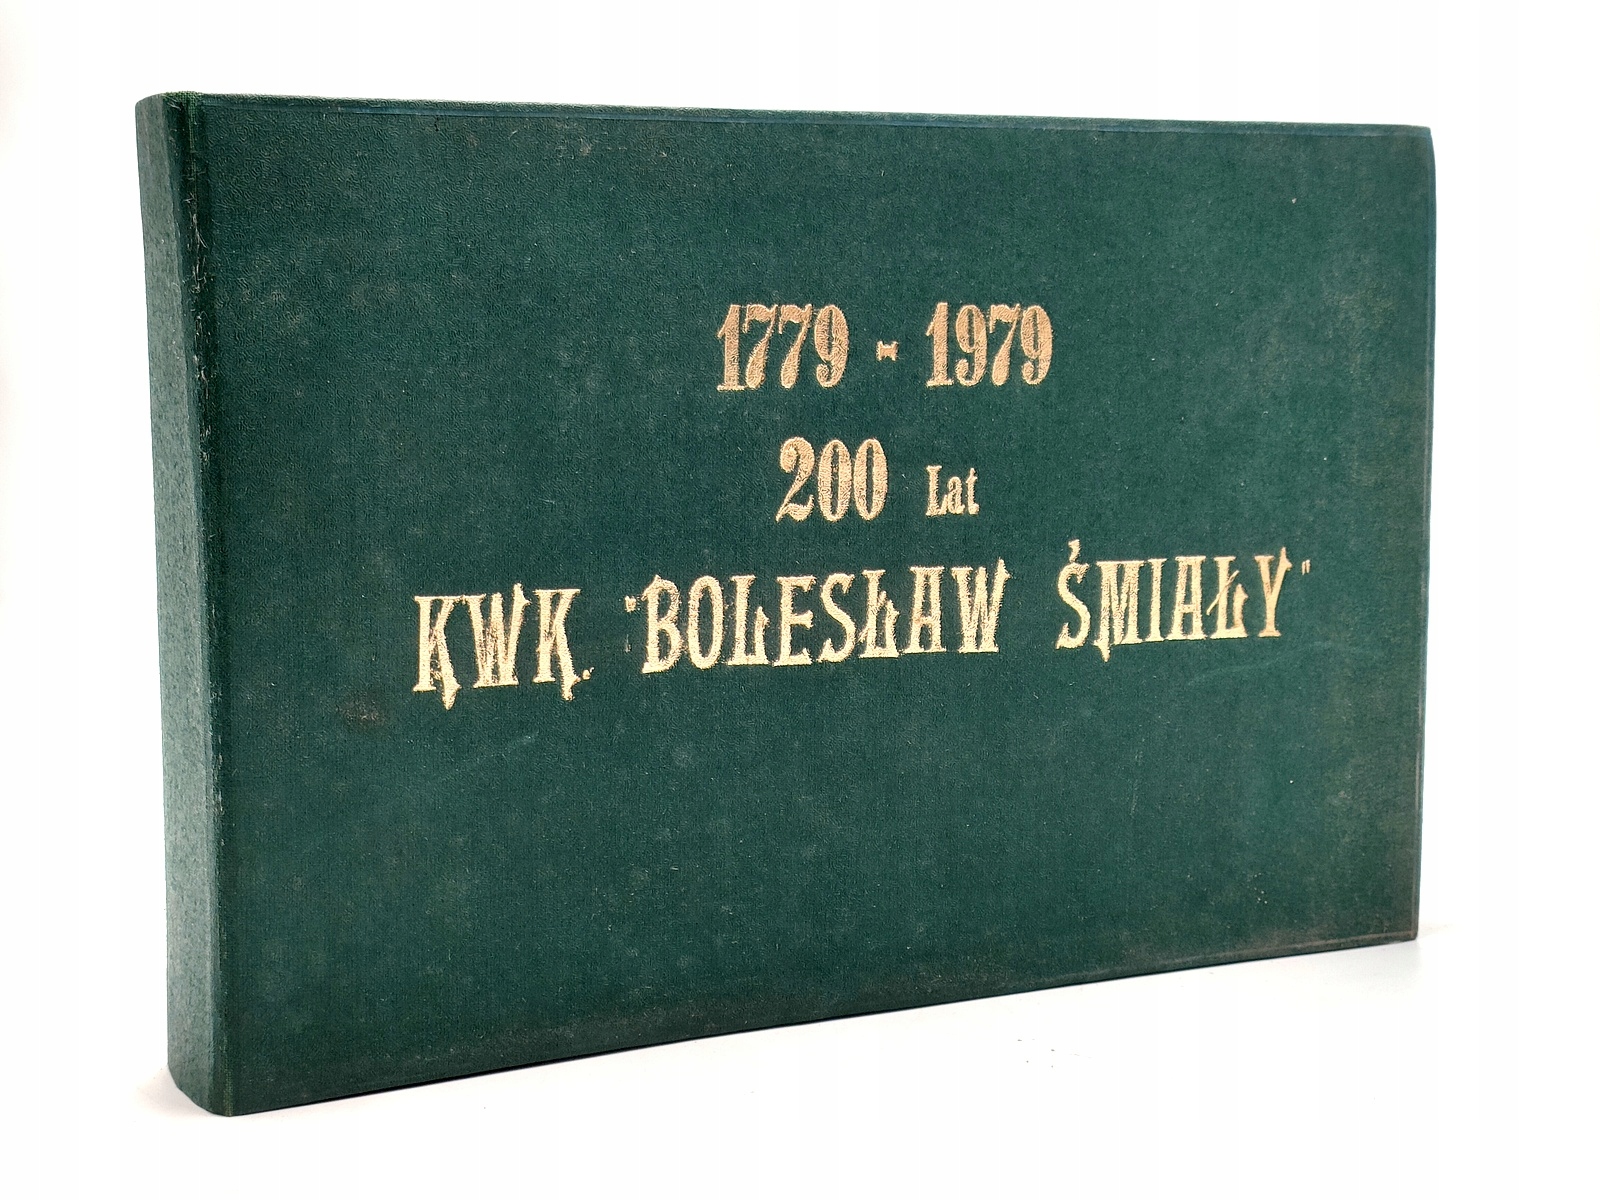 1779 - 1979
200 Lat
KWK. "BOLESŁAW ŚMIAŁY"